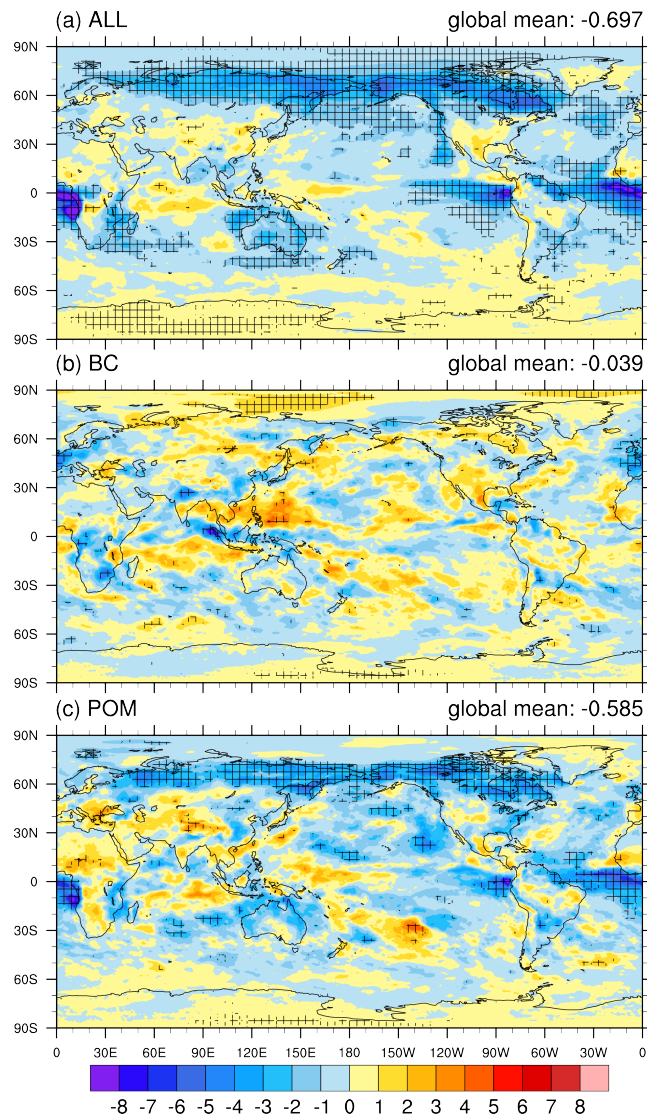 (a) ALL global mean: -0.697
90N
60N
30N
0
30S
60S
90S
(b) BC global mean: -0.039
90N
60N
30N
0
30S
60S
90S
(c) POM global mean: -0.585
90N
60N
30N
0
30S
60S
90S
0 30E 60E 90E 120E 150E 180 150W 120W 90W 60W 30W 0
-8 -7 -6 -5 -4 -3 -2 -1 0 1 2 3 4 5 6 7 8